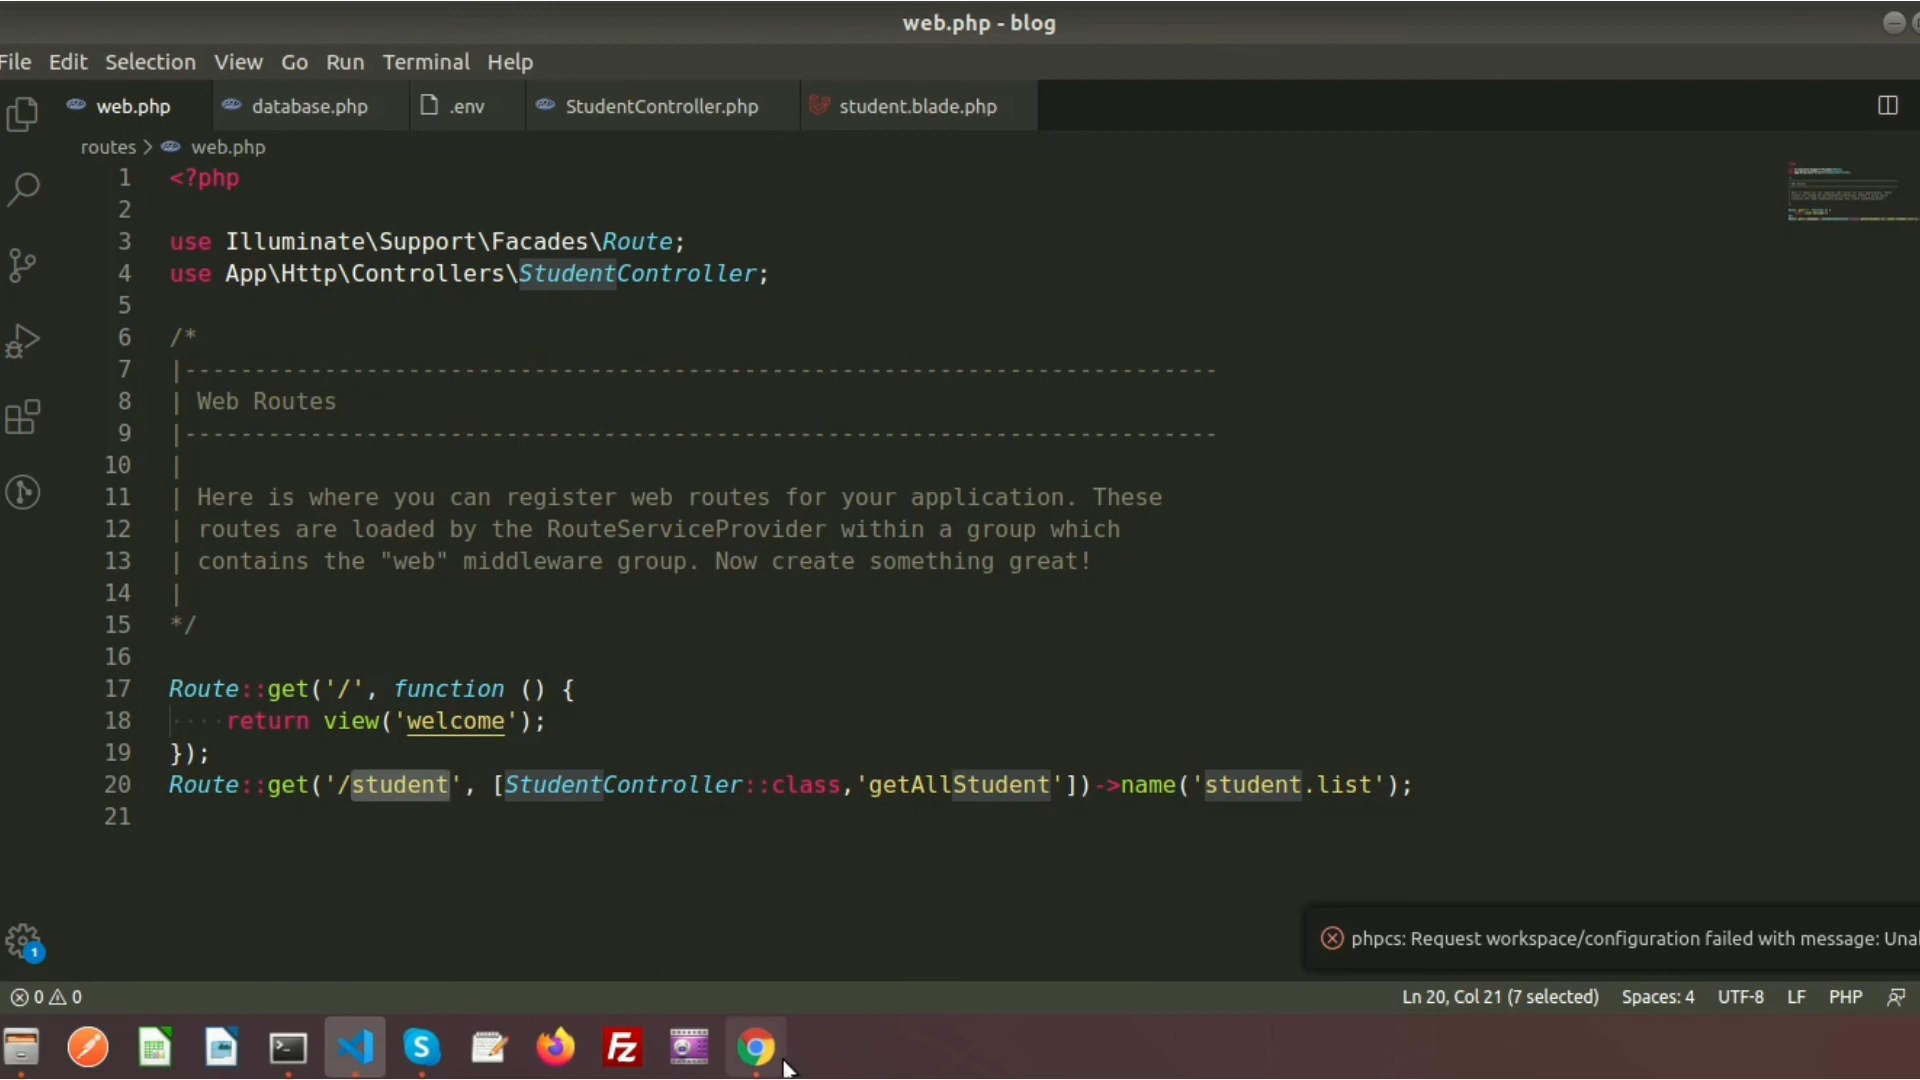 web.php - blog
File Edit Selection View Go Run Terminal Help
web.php database.php .env StudentController.php student.blade.php
routes > web.php
1 <?php
2
3 use Illuminate\Support\Facades\Route;
4 use App\Http\Controllers\StudentController;
5
6 /*
7 |--------------------------------------------------------------------------
8 | Web Routes
9 |--------------------------------------------------------------------------
10 |
11 | Here is where you can register web routes for your application. These
12 | routes are loaded by the RouteServiceProvider within a group which
13 | contains the "web" middleware group. Now create something great!
14 |
15 */
16
17 Route::get('/', function () {
18 ····return view('welcome');
19 });
20 Route::get('/student', [StudentController::class,'getAllStudent'])->name('student.list');
21
1
phpcs: Request workspace/configuration failed with message: Una
0 0 Ln 20, Col 21 (7 selected) Spaces: 4 UTF-8 LF PHP
S Fz